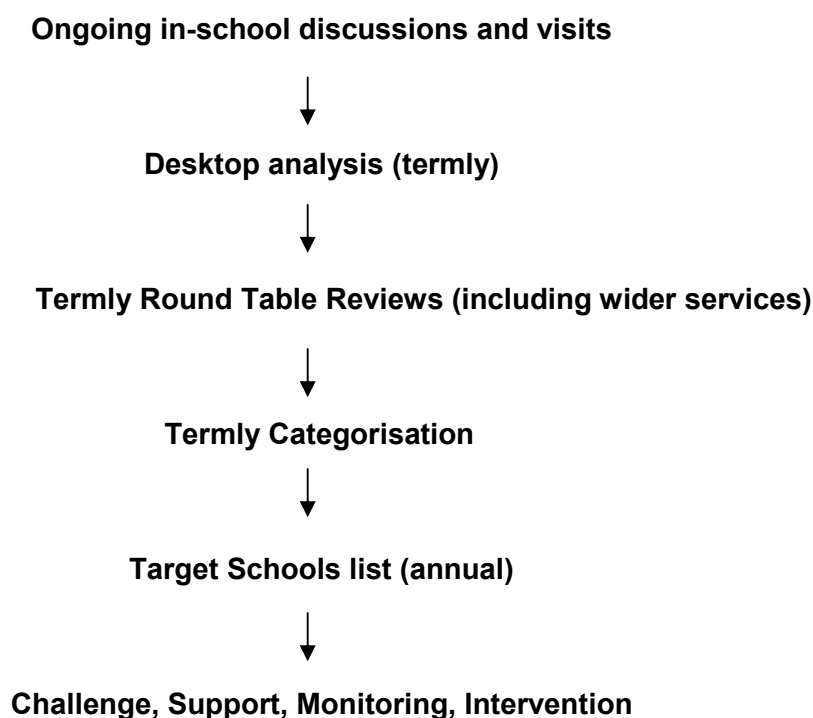 Ongoing in-school discussions and visits
Desktop analysis (termly)
Termly Round Table Reviews (including wider services)
Termly Categorisation
Target Schools list (annual)
Challenge, Support, Monitoring, Intervention